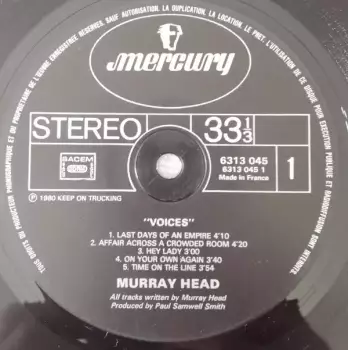 TOUS DROITS DU PRODUCTEUR PHONOGRAPHIQUE ET DU PROPRIETAIRE DE L'ŒUVRE ENREGISTREE RESERVES SAUF AUTORISATION. LA DUPLICATION, LA LOCATION, LE PRET, L'UTILISATION DE CE DISQUE POUR EXECUTION PUBLIQUE ET RADIODIFFUSION SONT INTERDITS.
mercury
STEREO
33 1/3
SACEM
6313 045
6313 045 1
Made in France
1
℗ 1980 KEEP ON TRUCKING
"VOICES"
1. LAST DAYS OF AN EMPIRE 4'10
2. AFFAIR ACROSS A CROWDED ROOM 4'20
3. HEY LADY 3'00
4. ON YOUR OWN AGAIN 3'40
5. TIME ON THE LINE 3'54
MURRAY HEAD
All tracks written by Murray Head
Produced by Paul Samwell Smith